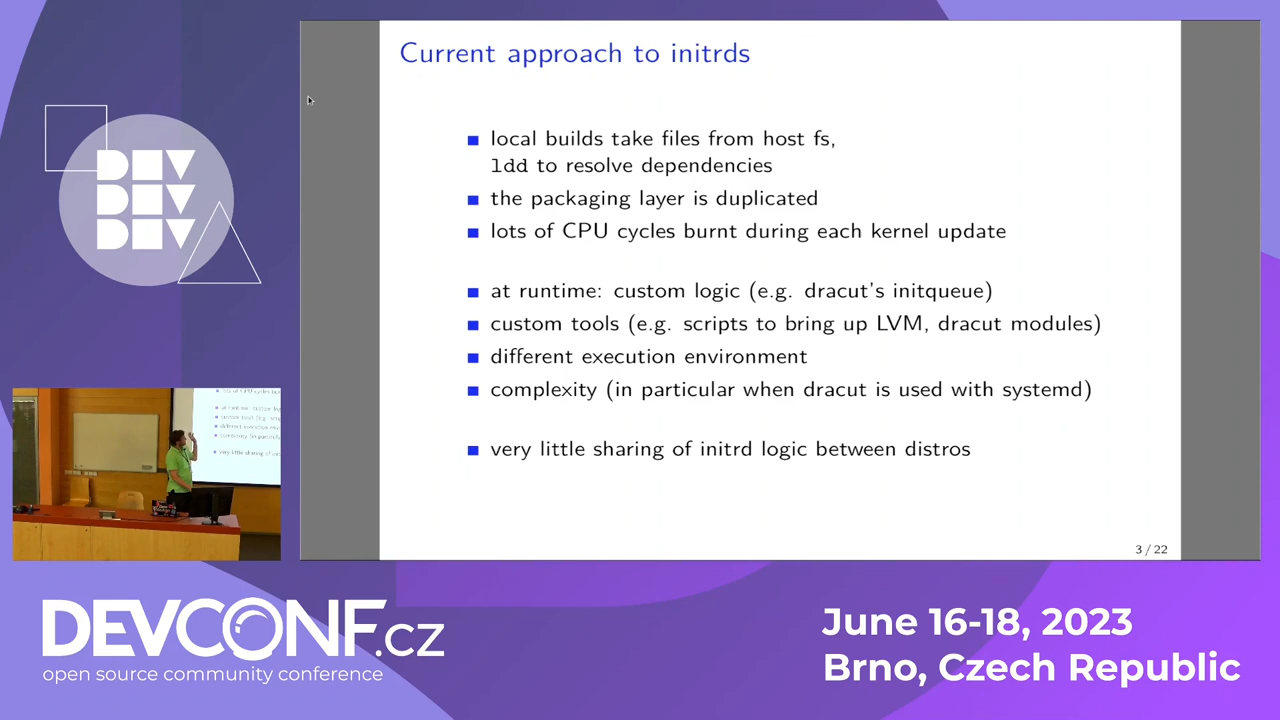 Current approach to initrds
local builds take files from host fs,
ldd to resolve dependencies
the packaging layer is duplicated
lots of CPU cycles burnt during each kernel update
at runtime: custom logic (e.g. dracut's initqueue)
custom tools (e.g. scripts to bring up LVM, dracut modules)
different execution environment
complexity (in particular when dracut is used with systemd)
very little sharing of initrd logic between distros
3 / 22
DEV
DEV
DEV
DEVCONF.cz
open source community conference
June 16-18, 2023
Brno, Czech Republic